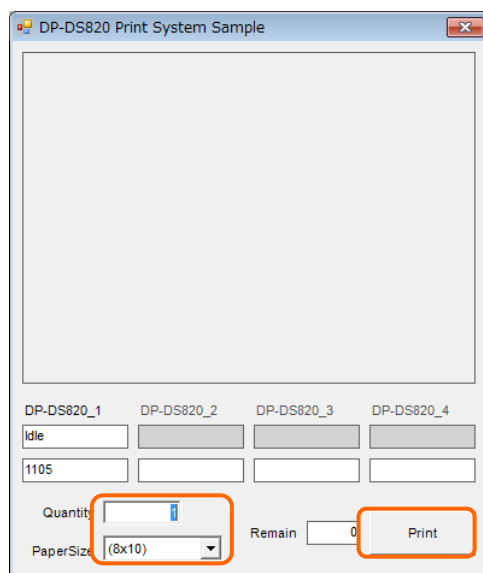 DP-DS820 Print System Sample
DP-DS820_1 DP-DS820_2 DP-DS820_3 DP-DS820_4
Idle
1105
Quantity 1
Remain 0 Print
PaperSize (8x10)